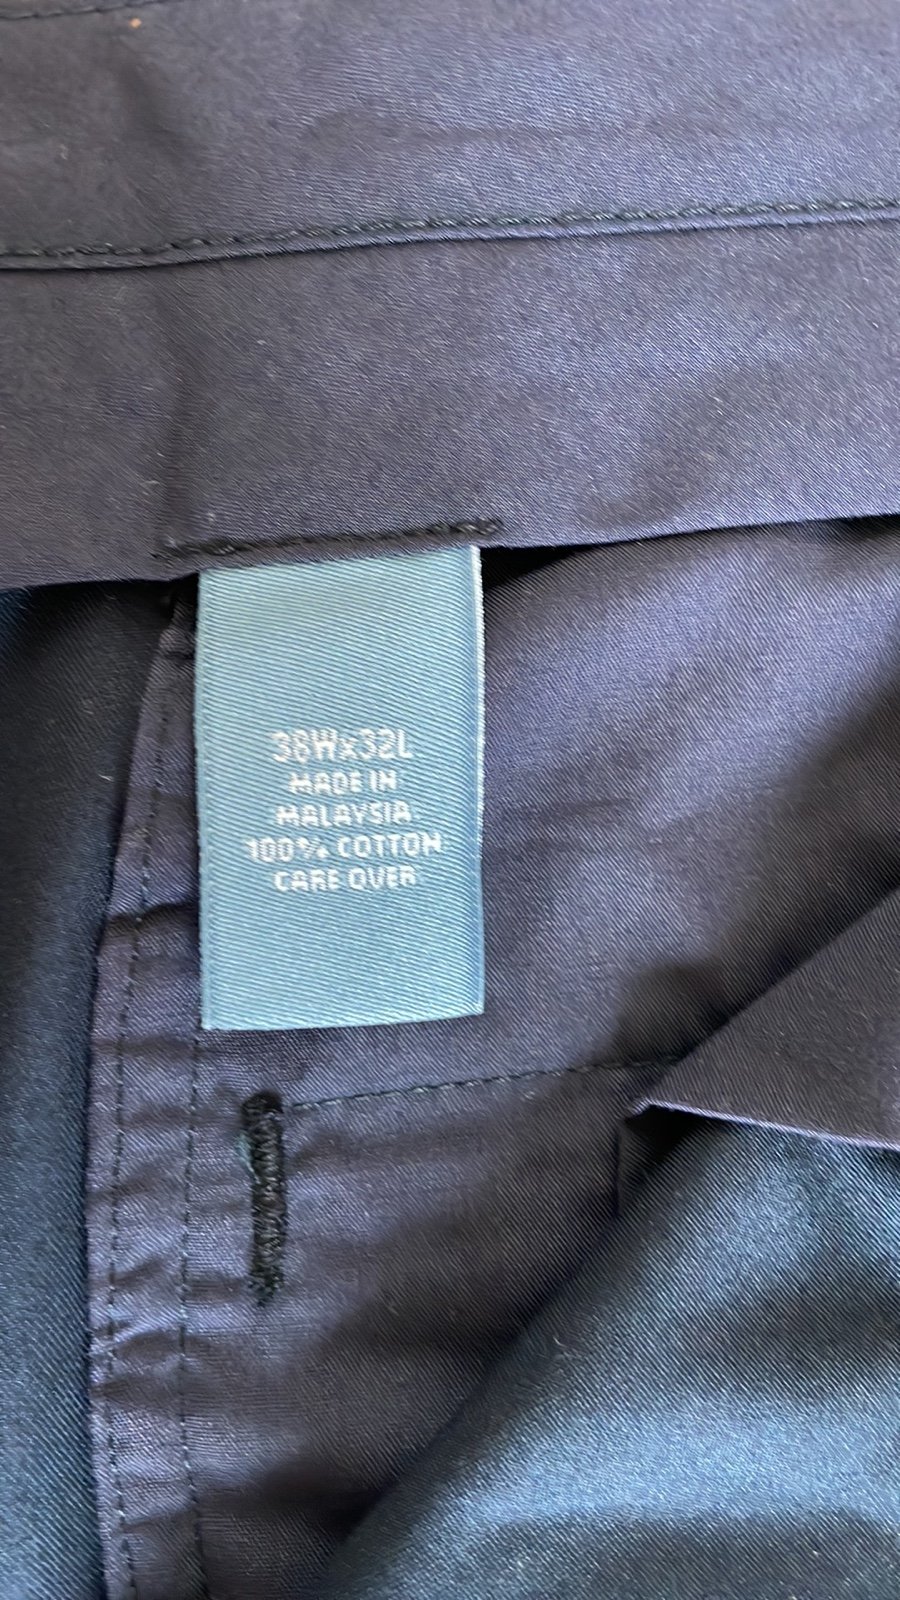 38Wx32L
MADE IN
MALAYSIA
100% COTTON
CARE OVER